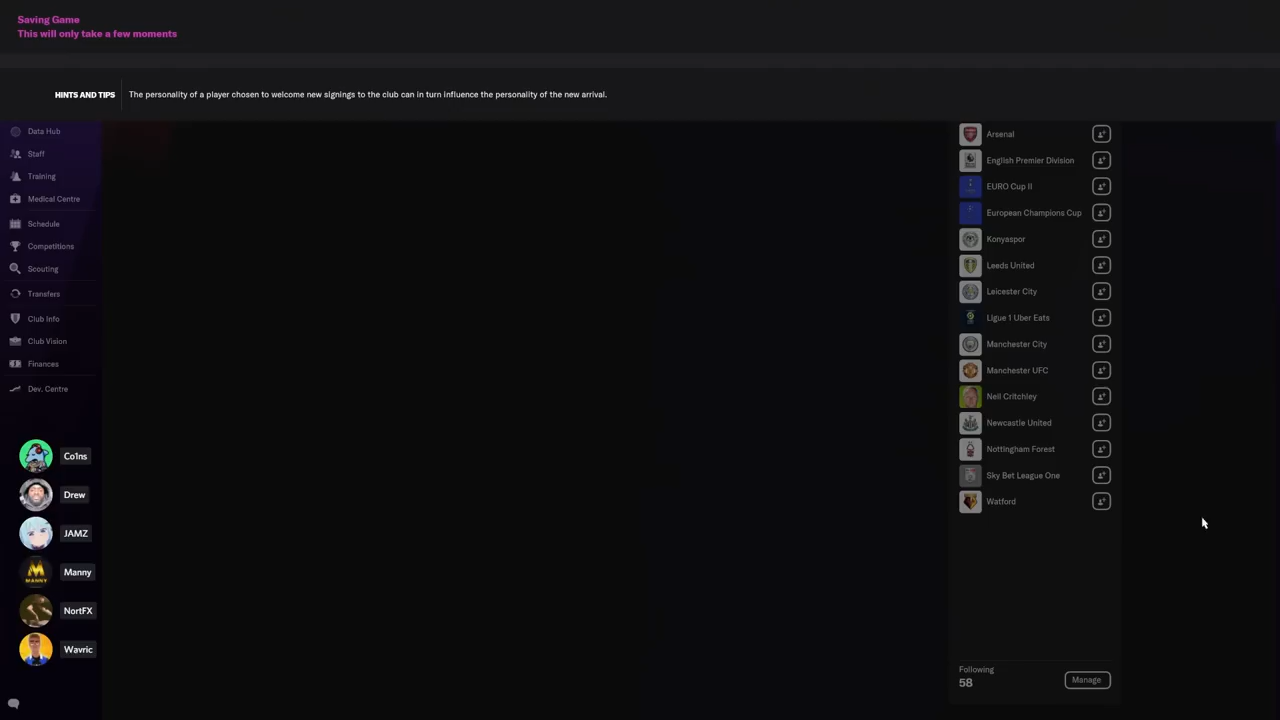 Saving Game
This will only take a few moments
HINTS AND TIPS
The personality of a player chosen to welcome new signings to the club can in turn influence the personality of the new arrival.
Data Hub
Staff
Training
Medical Centre
Schedule
Competitions
Scouting
Transfers
Club Info
Club Vision
Finances
Dev. Centre
Co1ns
Drew
JAMZ
Manny
NortFX
Wavric
Arsenal
English Premier Division
EURO Cup II
European Champions Cup
Konyaspor
Leeds United
Leicester City
Ligue 1 Uber Eats
Manchester City
Manchester UFC
Neil Critchley
Newcastle United
Nottingham Forest
Sky Bet League One
Watford
Following
58
Manage